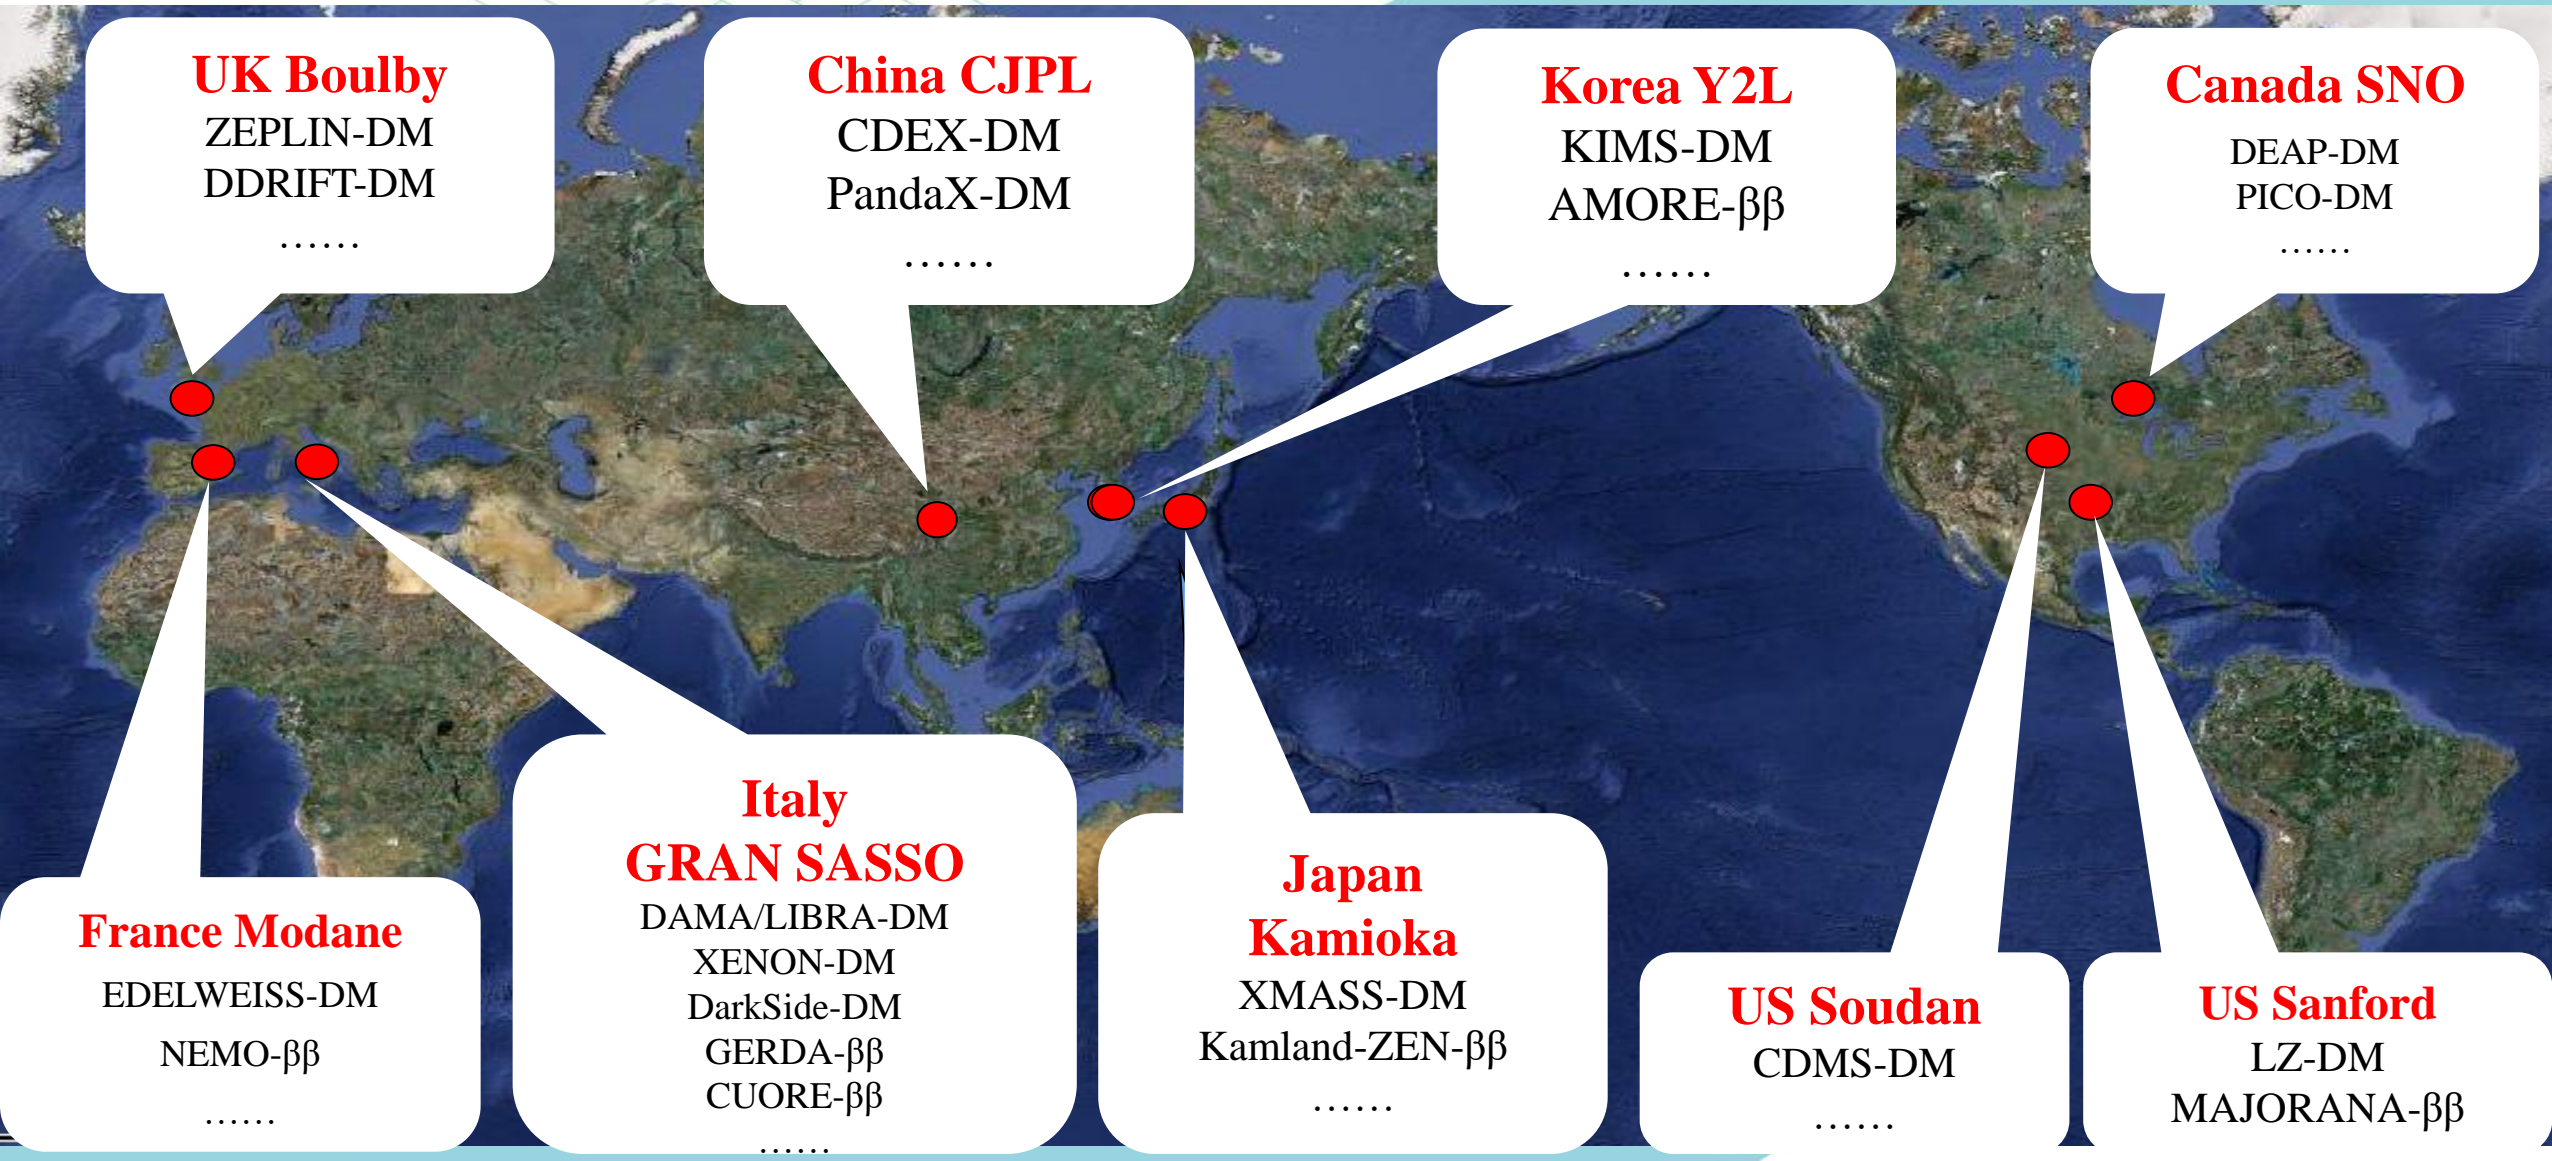 UK Boulby
ZEPLIN-DM
DDRIFT-DM
……
China CJPL
CDEX-DM
PandaX-DM
……
Korea Y2L
KIMS-DM
AMORE-ββ
……
Canada SNO
DEAP-DM
PICO-DM
……
France Modane
EDELWEISS-DM
NEMO-ββ
……
Italy
GRAN SASSO
DAMA/LIBRA-DM
XENON-DM
DarkSide-DM
GERDA-ββ
CUORE-ββ
……
Japan
Kamioka
XMASS-DM
Kamland-ZEN-ββ
……
US Soudan
CDMS-DM
……
US Sanford
LZ-DM
MAJORANA-ββ